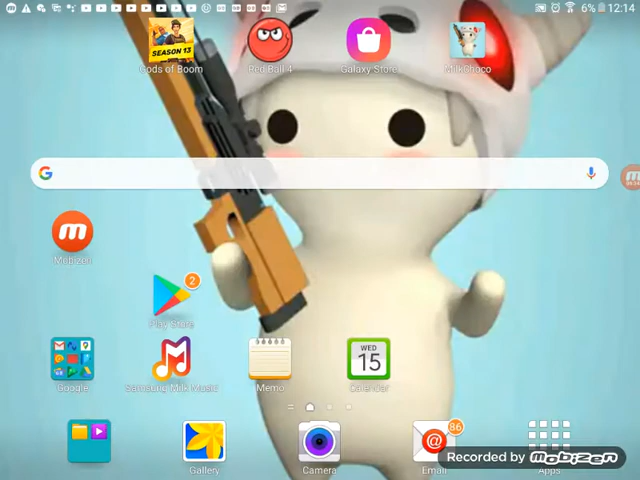 6% 12:14
SEASON 13
Gods of Boom
Red Ball 4
Galaxy Store
MilkChoco
G
m
Mobizen
2
Play Store
WED
15
Google
Samsung Milk Music
Memo
Calendar
86
@
Gallery
Camera
Email
Apps
Recorded by Mobizen